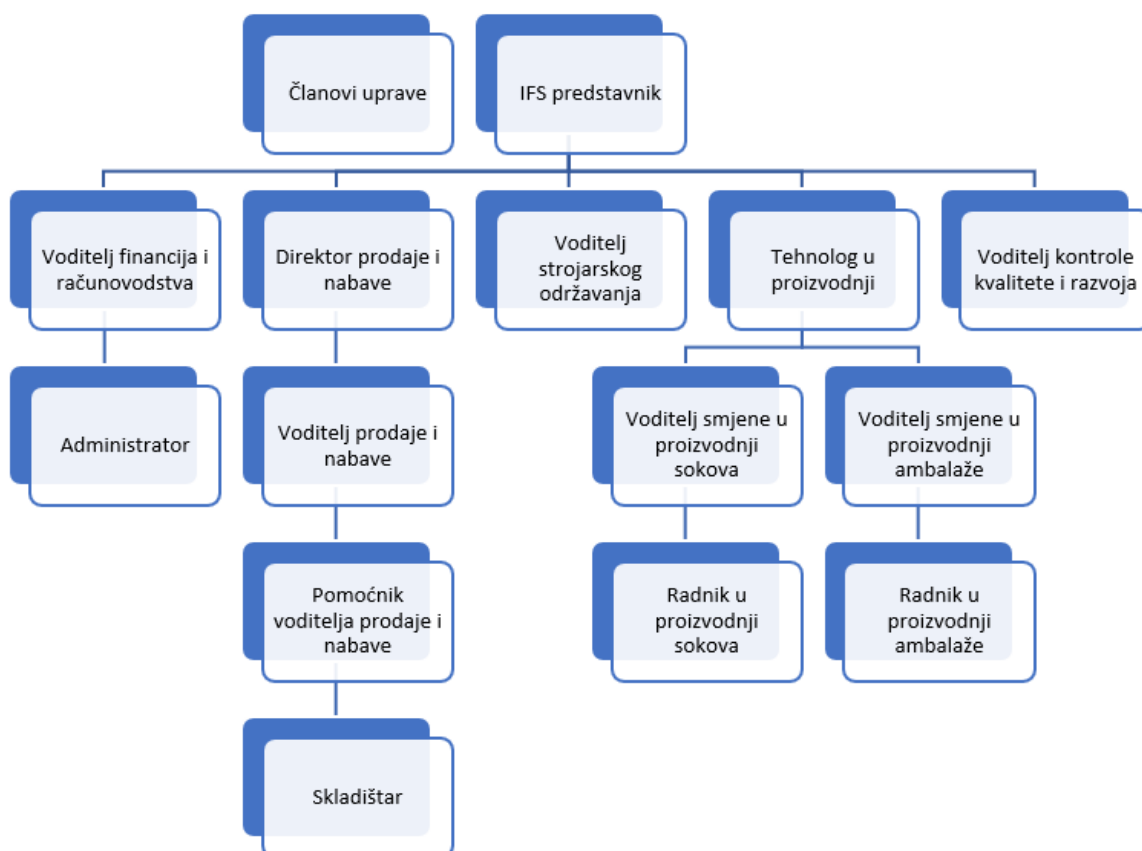 Članovi uprave
IFS predstavnik
Voditelj financija i
računovodstva
Direktor prodaje i
nabave
Voditelj
strojarskog
održavanja
Tehnolog u
proizvodnji
Voditelj kontrole
kvalitete i razvoja
Administrator
Voditelj prodaje i
nabave
Voditelj smjene u
proizvodnji
sokova
Voditelj smjene u
proizvodnji
ambalaže
Pomoćnik
voditelja prodaje i
nabave
Radnik u
proizvodnji
sokova
Radnik u
proizvodnji
ambalaže
Skladištar